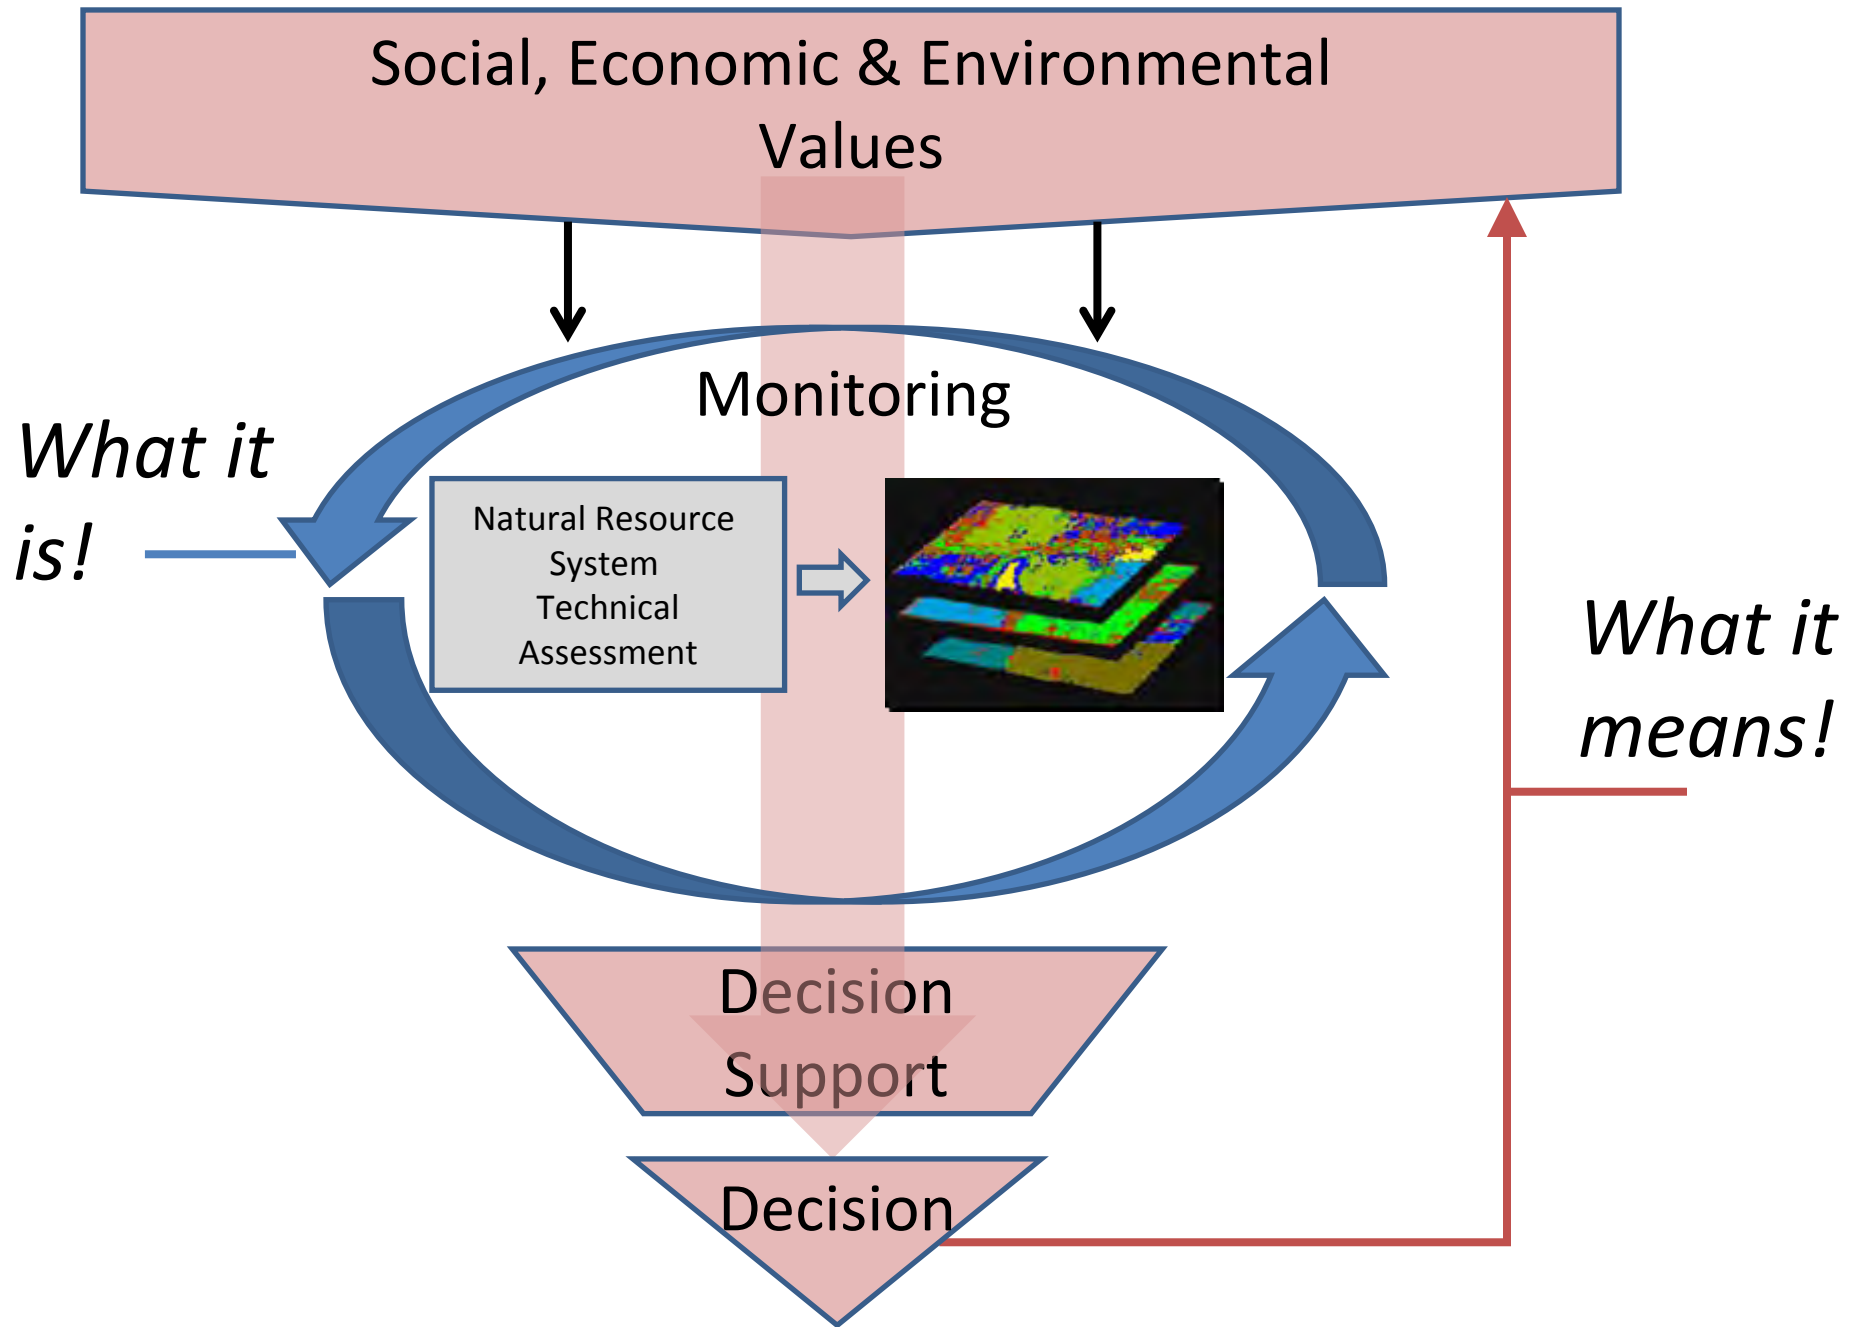 Social, Economic & Environmental
Values
Monitoring
What it
is!
Natural Resource
System
Technical
Assessment
What it
means!
Decision
Support
Decision